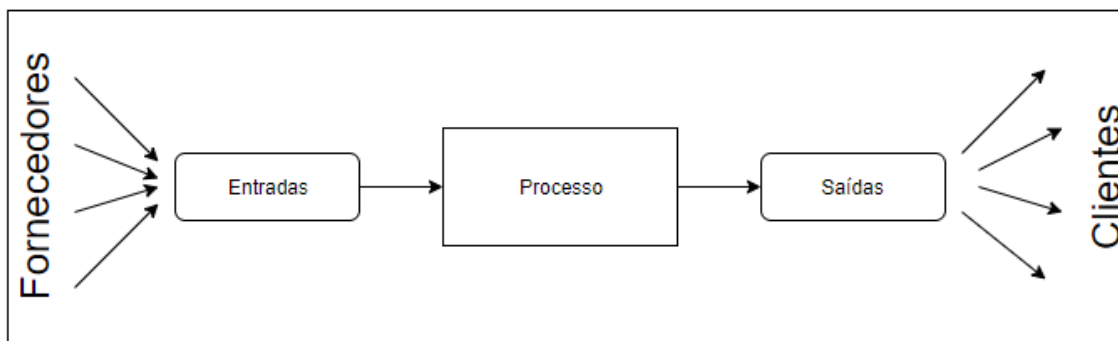 Fornecedores
Entradas
Processo
Saídas
Clientes